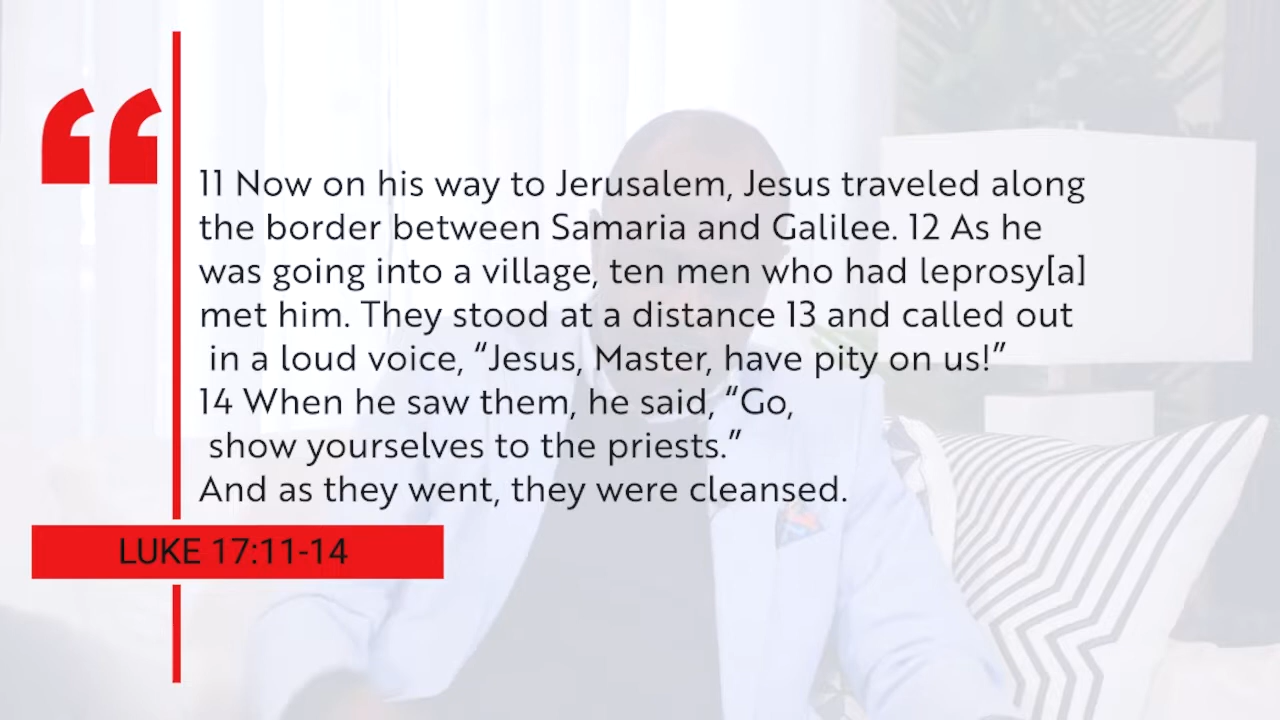 11 Now on his way to Jerusalem, Jesus traveled along
the border between Samaria and Galilee. 12 As he
was going into a village, ten men who had leprosy[a]
met him. They stood at a distance 13 and called out
in a loud voice, “Jesus, Master, have pity on us!”
14 When he saw them, he said, “Go,
show yourselves to the priests.”
And as they went, they were cleansed.
LUKE 17:11-14